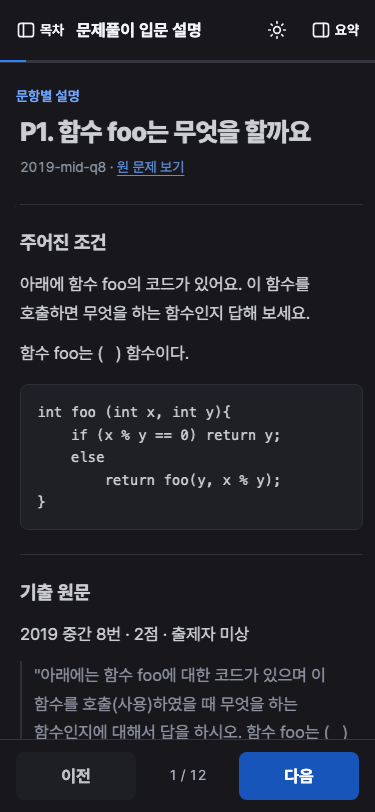 목차 문제풀이 입문 설명 요약
문항별 설명
P1. 함수 foo는 무엇을 할까요
2019-mid-q8 · 원 문제 보기
주어진 조건
아래에 함수 foo의 코드가 있어요. 이 함수를
호출하면 무엇을 하는 함수인지 답해 보세요.
함수 foo는 (   ) 함수이다.
int foo (int x, int y){
    if (x % y == 0) return y;
    else
        return foo(y, x % y);
}
기출 원문
2019 중간 8번 · 2점 · 출제자 미상
"아래에는 함수 foo에 대한 코드가 있으며 이
함수를 호출(사용)하였을 때 무엇을 하는
함수인지에 대해서 답을 하시오. 함수 foo는 (   )
이전 1 / 12 다음